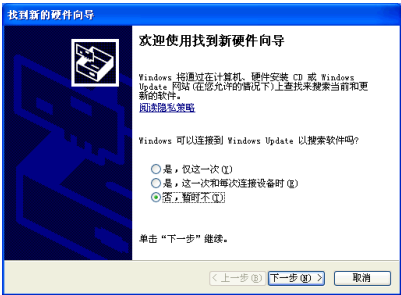 找到新的硬件向导
欢迎使用找到新硬件向导
Windows 将通过在计算机、硬件安装 CD 或 Windows
Update 网站(在您允许的情况下)上查找来搜索当前和更
新的软件。
阅读隐私策略
Windows 可以连接到 Windows Update 以搜索软件吗?
是，仅这一次(Y)
是，这一次和每次连接设备时(E)
否，暂时不(T)
单击“下一步”继续。
< 上一步(B) 下一步(N) > 取消